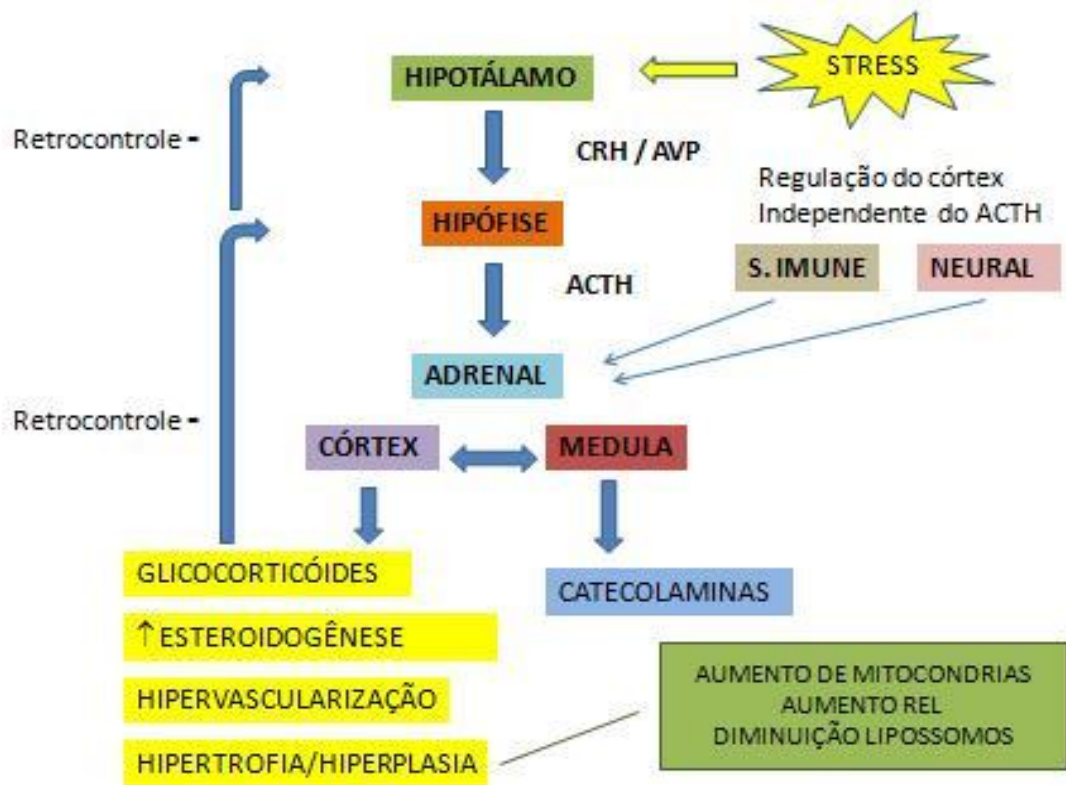 STRESS
HIPOTÁLAMO
Retrocontrole -
CRH / AVP
Regulação do córtex
Independente do ACTH
HIPÓFISE
S. IMUNE
NEURAL
ACTH
ADRENAL
Retrocontrole -
CÓRTEX
MEDULA
GLICOCORTICÓIDES
CATECOLAMINAS
↑ESTEROIDOGÊNESE
HIPERVASCULARIZAÇÃO
HIPERTROFIA/HIPERPLASIA
AUMENTO DE MITOCONDRIAS
AUMENTO REL
DIMINUIÇÃO LIPOSSOMOS